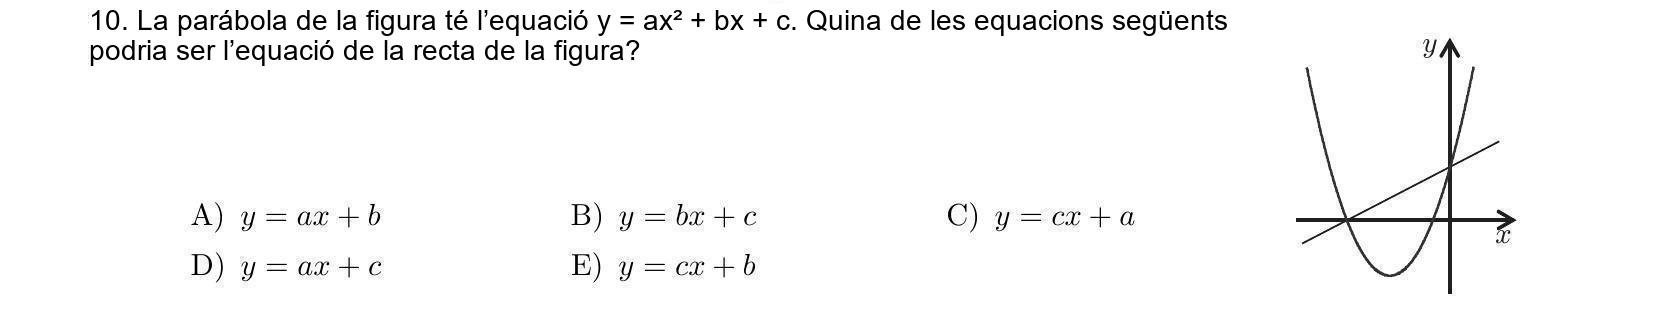 10. La parábola de la figura té l’equació y = ax² + bx + c. Quina de les equacions següents
podria ser l’equació de la recta de la figura?
y
A) y = ax + b B) y = bx + c C) y = cx + a
x
D) y = ax + c E) y = cx + b